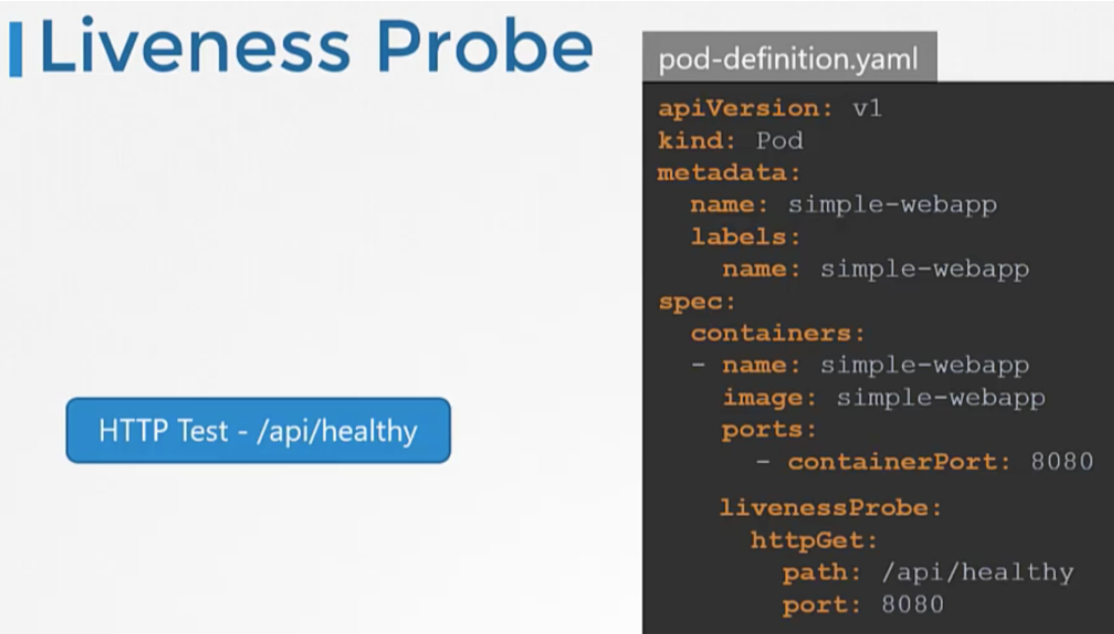 Liveness Probe
HTTP Test - /api/healthy
pod-definition.yaml
apiVersion: v1
kind: Pod
metadata:
  name: simple-webapp
  labels:
    name: simple-webapp
spec:
  containers:
  - name: simple-webapp
    image: simple-webapp
    ports:
      - containerPort: 8080
    livenessProbe:
      httpGet:
        path: /api/healthy
        port: 8080